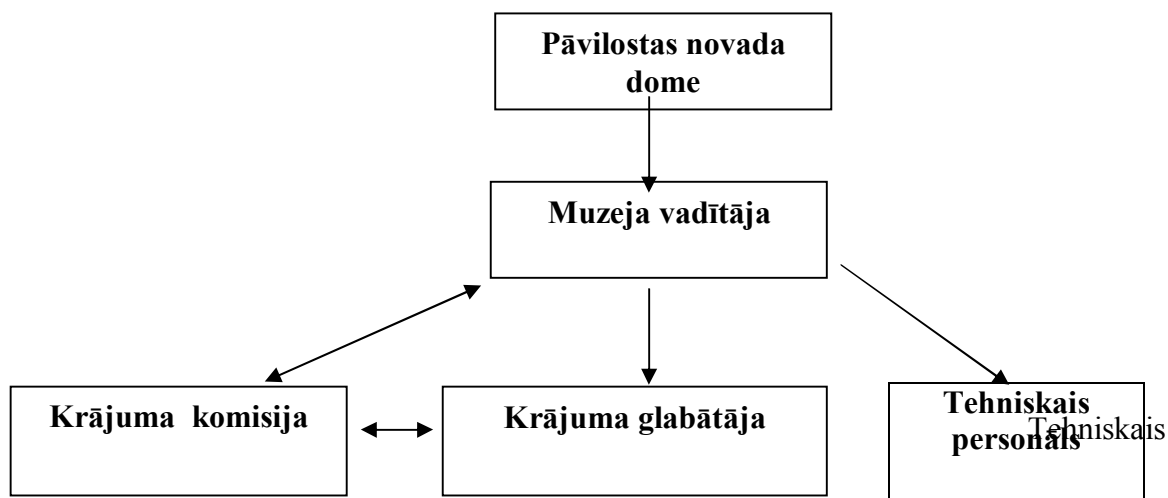 Pāvilostas novada
dome
Muzeja vadītāja
Krājuma komisija
Krājuma glabātāja
Tehniskais
personāls
Tehniskais